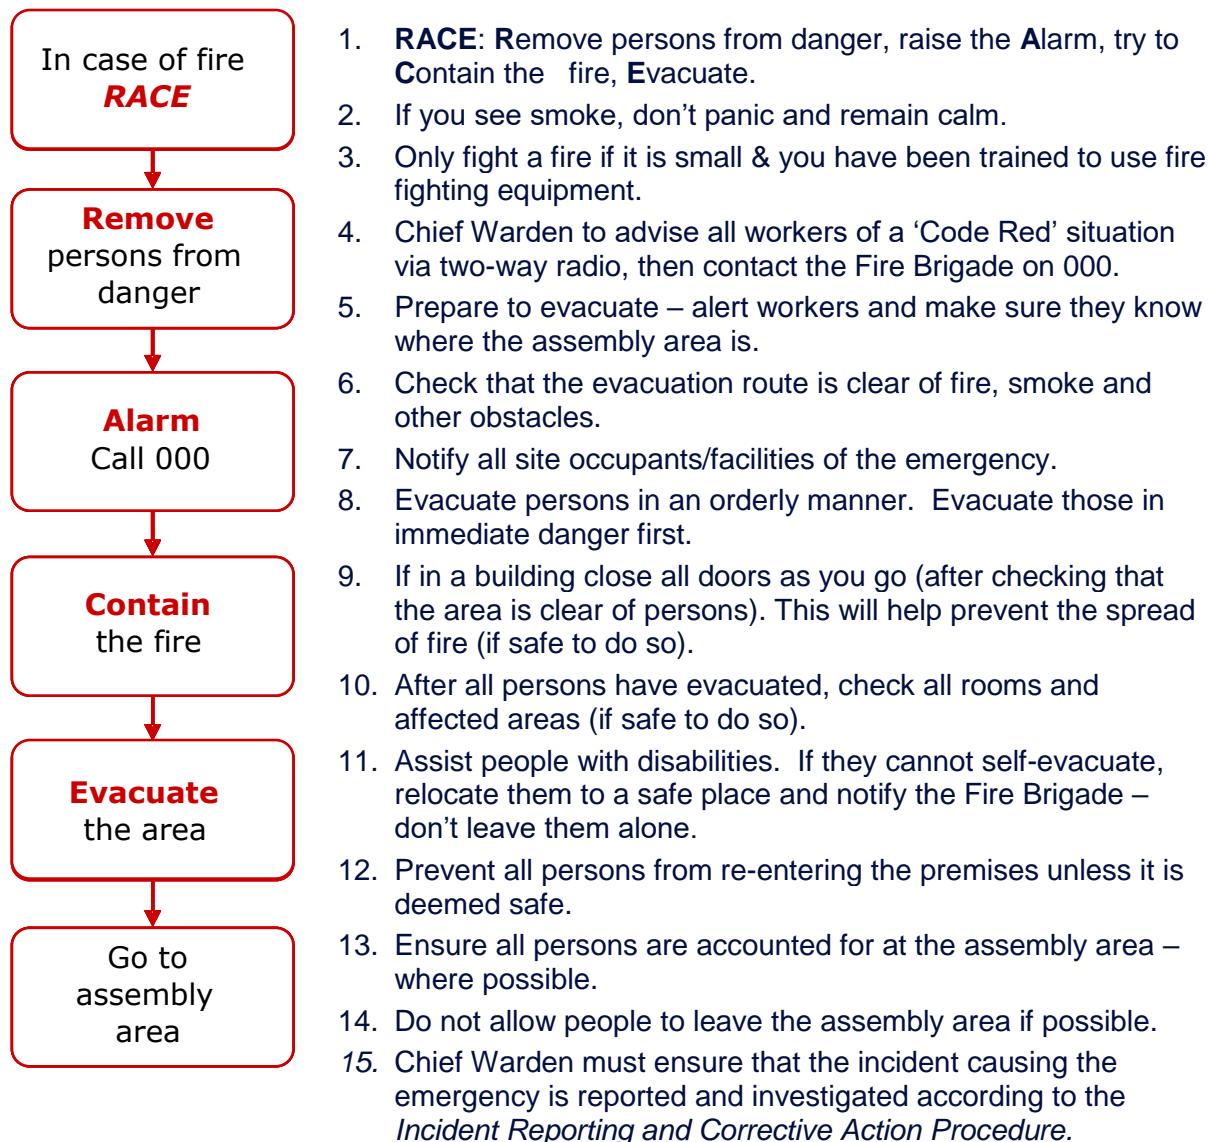 In case of fire
RACE
Remove
persons from
danger
Alarm
Call 000
Contain
the fire
Evacuate
the area
Go to
assembly
area
1. RACE: Remove persons from danger, raise the Alarm, try to
Contain the fire, Evacuate.
2. If you see smoke, don’t panic and remain calm.
3. Only fight a fire if it is small & you have been trained to use fire
fighting equipment.
4. Chief Warden to advise all workers of a ‘Code Red’ situation
via two-way radio, then contact the Fire Brigade on 000.
5. Prepare to evacuate – alert workers and make sure they know
where the assembly area is.
6. Check that the evacuation route is clear of fire, smoke and
other obstacles.
7. Notify all site occupants/facilities of the emergency.
8. Evacuate persons in an orderly manner. Evacuate those in
immediate danger first.
9. If in a building close all doors as you go (after checking that
the area is clear of persons). This will help prevent the spread
of fire (if safe to do so).
10. After all persons have evacuated, check all rooms and
affected areas (if safe to do so).
11. Assist people with disabilities. If they cannot self-evacuate,
relocate them to a safe place and notify the Fire Brigade –
don’t leave them alone.
12. Prevent all persons from re-entering the premises unless it is
deemed safe.
13. Ensure all persons are accounted for at the assembly area –
where possible.
14. Do not allow people to leave the assembly area if possible.
15. Chief Warden must ensure that the incident causing the
emergency is reported and investigated according to the
Incident Reporting and Corrective Action Procedure.